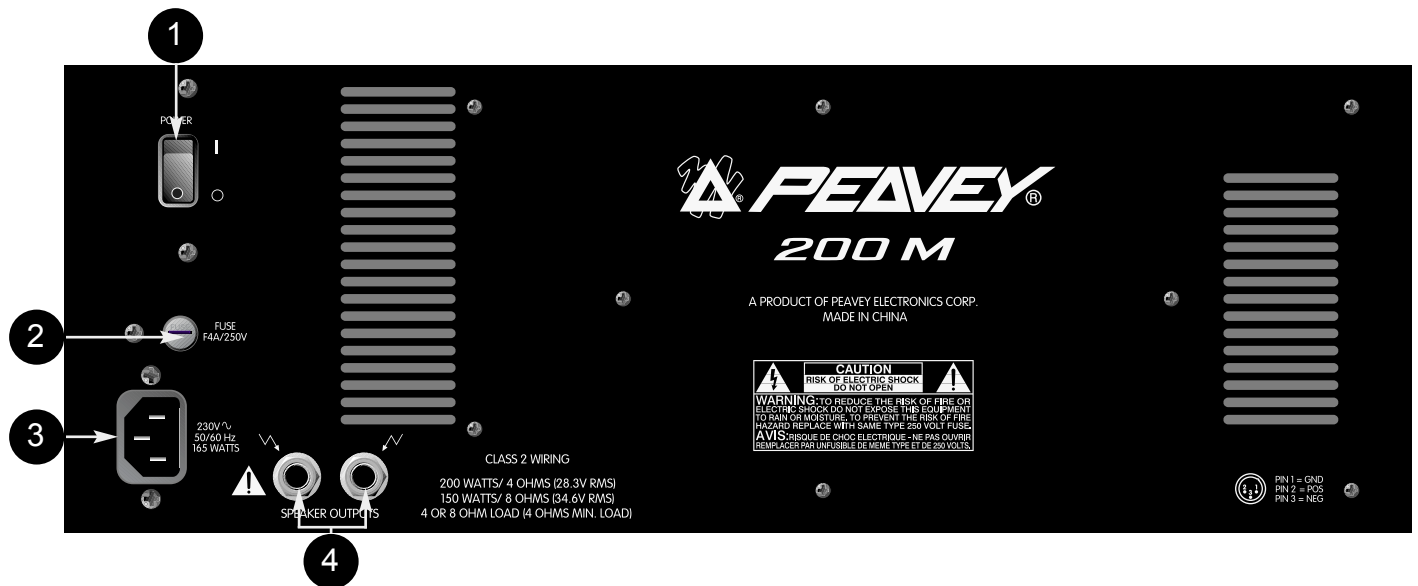 1
POWER
PEAVEY®
®
200 M
2
FUSE
F4A/250V
A PRODUCT OF PEAVEY ELECTRONICS CORP.
MADE IN CHINA
CAUTION
RISK OF ELECTRIC SHOCK
DO NOT OPEN
WARNING: TO REDUCE THE RISK OF FIRE OR
ELECTRIC SHOCK DO NOT EXPOSE THIS EQUIPMENT
TO RAIN OR MOISTURE. TO PREVENT THE RISK OF FIRE
HAZARD REPLACE WITH SAME TYPE 250 VOLT FUSE.
AVIS: RISQUE DE CHOC ELECTRIQUE - NE PAS OUVRIR
REMPLACER PAR UNFUSIBLE DE MEME TYPE ET DE 250 VOLTS.
3
230V~
50/60 Hz
165 WATTS
SPEAKER OUTPUTS
4
CLASS 2 WIRING
200 WATTS/ 4 OHMS (28.3V RMS)
150 WATTS/ 8 OHMS (34.6V RMS)
4 OR 8 OHM LOAD (4 OHMS MIN. LOAD)
PIN 1 = GND
PIN 2 = POS
PIN 3 = NEG